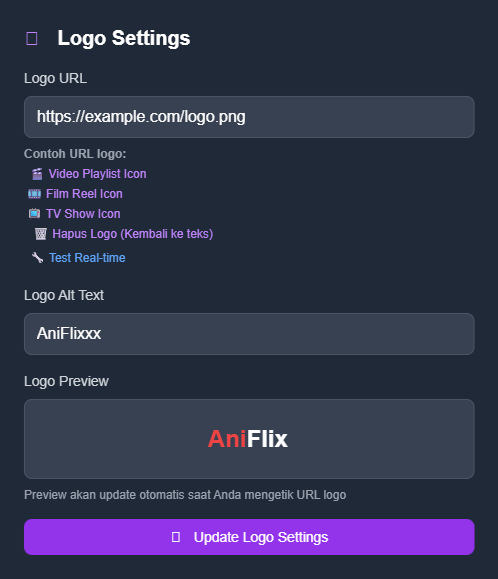 Logo Settings
Logo URL
https://example.com/logo.png
Contoh URL logo:
🎬 Video Playlist Icon
🎞️ Film Reel Icon
📺 TV Show Icon
🗑️ Hapus Logo (Kembali ke teks)
🔧 Test Real-time
Logo Alt Text
AniFlixxx
Logo Preview
AniFlix
Preview akan update otomatis saat Anda mengetik URL logo
Update Logo Settings